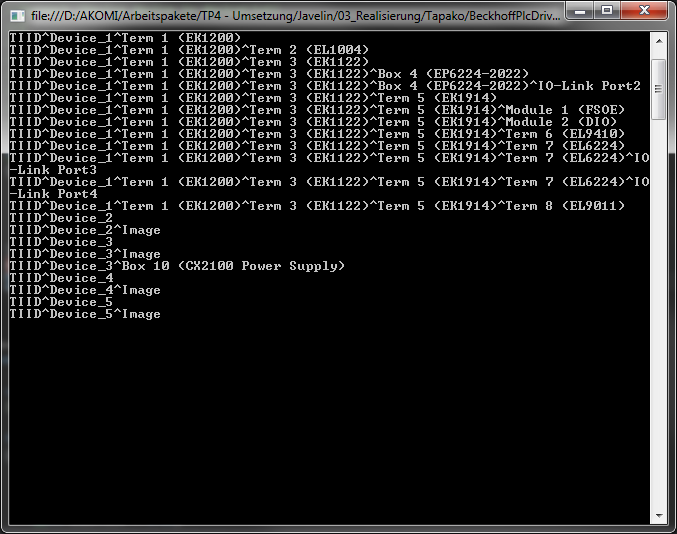 file:///D:/AKOMI/Arbeitspakete/TP4 - Umsetzung/Javelin/03_Realisierung/Tapako/BeckhoffPlcDriv...
TIID^Device_1^Term 1 (EK1200)
TIID^Device_1^Term 1 (EK1200)^Term 2 (EL1004)
TIID^Device_1^Term 1 (EK1200)^Term 3 (EK1122)
TIID^Device_1^Term 1 (EK1200)^Term 3 (EK1122)^Box 4 (EP6224-2022)
TIID^Device_1^Term 1 (EK1200)^Term 3 (EK1122)^Box 4 (EP6224-2022)^IO-Link Port2
TIID^Device_1^Term 1 (EK1200)^Term 3 (EK1122)^Term 5 (EK1914)
TIID^Device_1^Term 1 (EK1200)^Term 3 (EK1122)^Term 5 (EK1914)^Module 1 (FSOE)
TIID^Device_1^Term 1 (EK1200)^Term 3 (EK1122)^Term 5 (EK1914)^Module 2 (DIO)
TIID^Device_1^Term 1 (EK1200)^Term 3 (EK1122)^Term 5 (EK1914)^Term 6 (EL9410)
TIID^Device_1^Term 1 (EK1200)^Term 3 (EK1122)^Term 5 (EK1914)^Term 7 (EL6224)
TIID^Device_1^Term 1 (EK1200)^Term 3 (EK1122)^Term 5 (EK1914)^Term 7 (EL6224)^IO
-Link Port3
TIID^Device_1^Term 1 (EK1200)^Term 3 (EK1122)^Term 5 (EK1914)^Term 7 (EL6224)^IO
-Link Port4
TIID^Device_1^Term 1 (EK1200)^Term 3 (EK1122)^Term 5 (EK1914)^Term 8 (EL9011)
TIID^Device_2
TIID^Device_2^Image
TIID^Device_3
TIID^Device_3^Image
TIID^Device_3^Box 10 (CX2100 Power Supply)
TIID^Device_4
TIID^Device_4^Image
TIID^Device_5
TIID^Device_5^Image